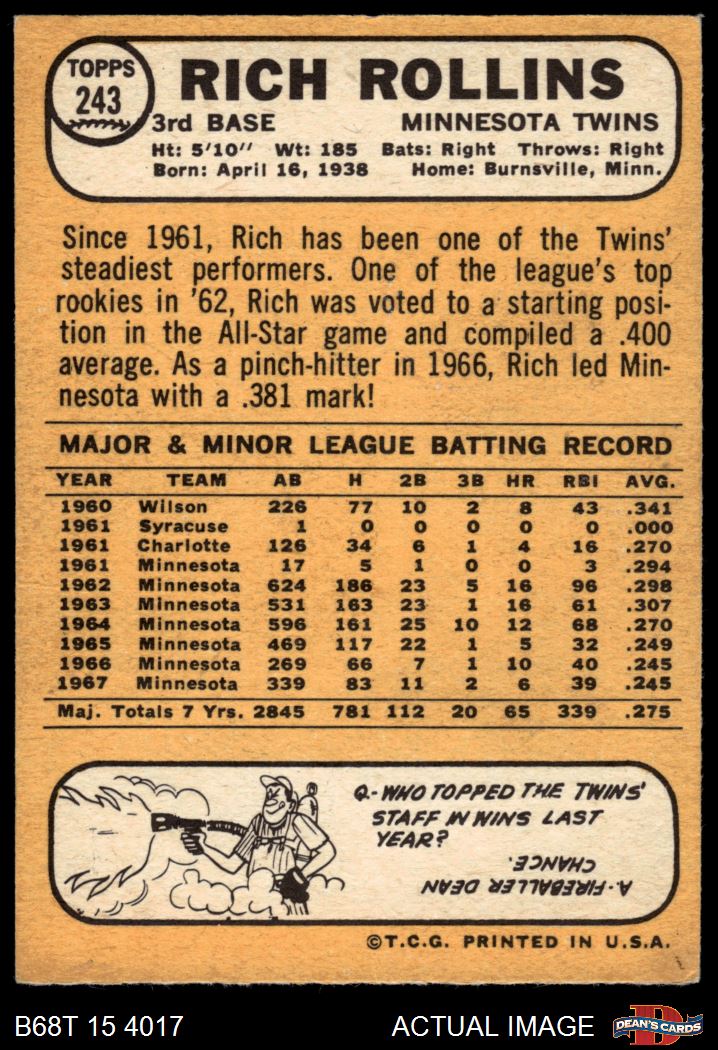 TOPPS
243
RICH ROLLINS
3rd BASE MINNESOTA TWINS
Ht: 5'10" Wt: 185 Bats: Right Throws: Right
Born: April 16, 1938 Home: Burnsville, Minn.
Since 1961, Rich has been one of the Twins'
steadiest performers. One of the league's top
rookies in '62, Rich was voted to a starting posi-
tion in the All-Star game and compiled a .400
average. As a pinch-hitter in 1966, Rich led Min-
nesota with a .381 mark!
MAJOR & MINOR LEAGUE BATTING RECORD
YEAR TEAM AB H 2B 3B HR RBI AVG.
1960 Wilson 226 77 10 2 8 43 .341
1961 Syracuse 1 0 0 0 0 0 .000
1961 Charlotte 126 34 6 1 4 16 .270
1961 Minnesota 17 5 1 0 0 3 .294
1962 Minnesota 624 186 23 5 16 96 .298
1963 Minnesota 531 163 23 1 16 61 .307
1964 Minnesota 596 161 25 10 12 68 .270
1965 Minnesota 469 117 22 1 5 32 .249
1966 Minnesota 269 66 7 1 10 40 .245
1967 Minnesota 339 83 11 2 6 39 .245
Maj. Totals 7 Yrs. 2845 781 112 20 65 339 .275
Q-WHO TOPPED THE TWINS'
STAFF IN WINS LAST
YEAR?
A-FIREBALLER DEAN
CHANCE.
©T.C.G. PRINTED IN U.S.A.
B68T 15 4017 ACTUAL IMAGE DEAN'S CARDS